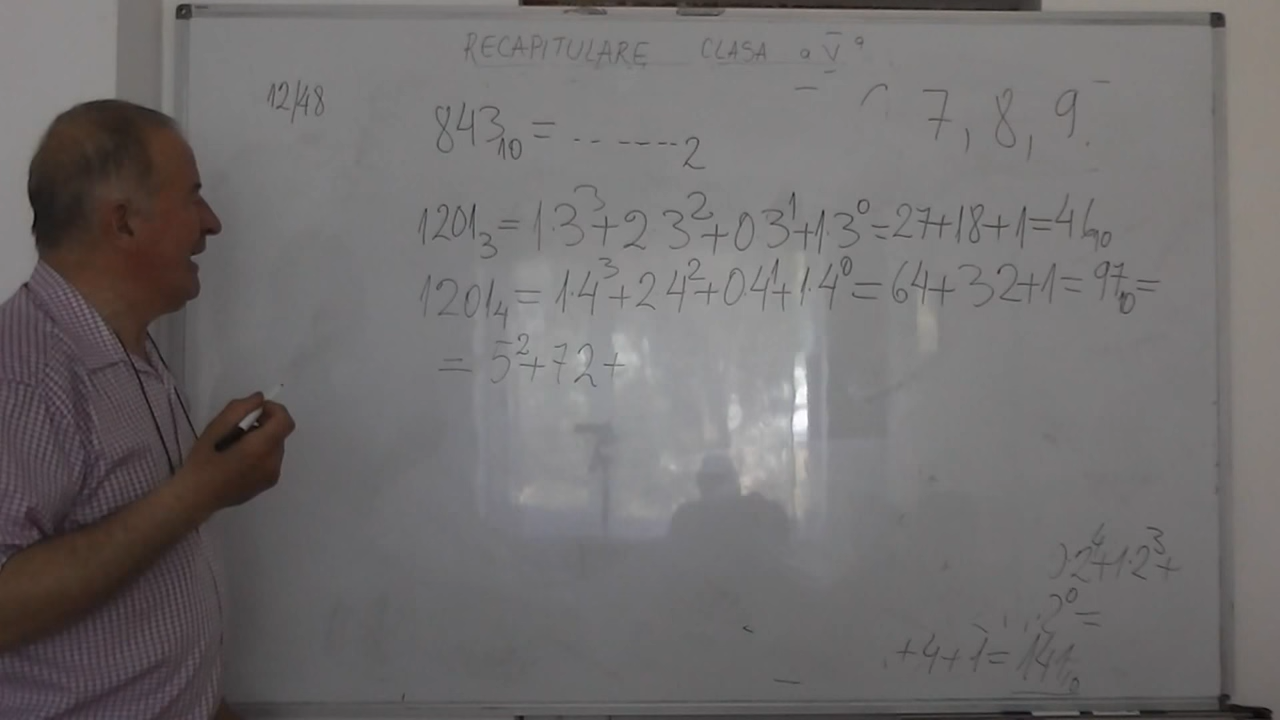 RECAPITULARE CLASA a V a
12/48
7, 8, 9.
843₁₀ = .. ......₂
1201₃ = 1·3³+2 3²+0 3¹+1·3⁰=27+18+1=46₁₀
1201₄ = 1·4³+2 4²+0·4¹+1·4⁰=64+32+1=97₁₀=
= 5²+72+
·2⁴+1·2³+
2⁰=
+4+1=141₁₀